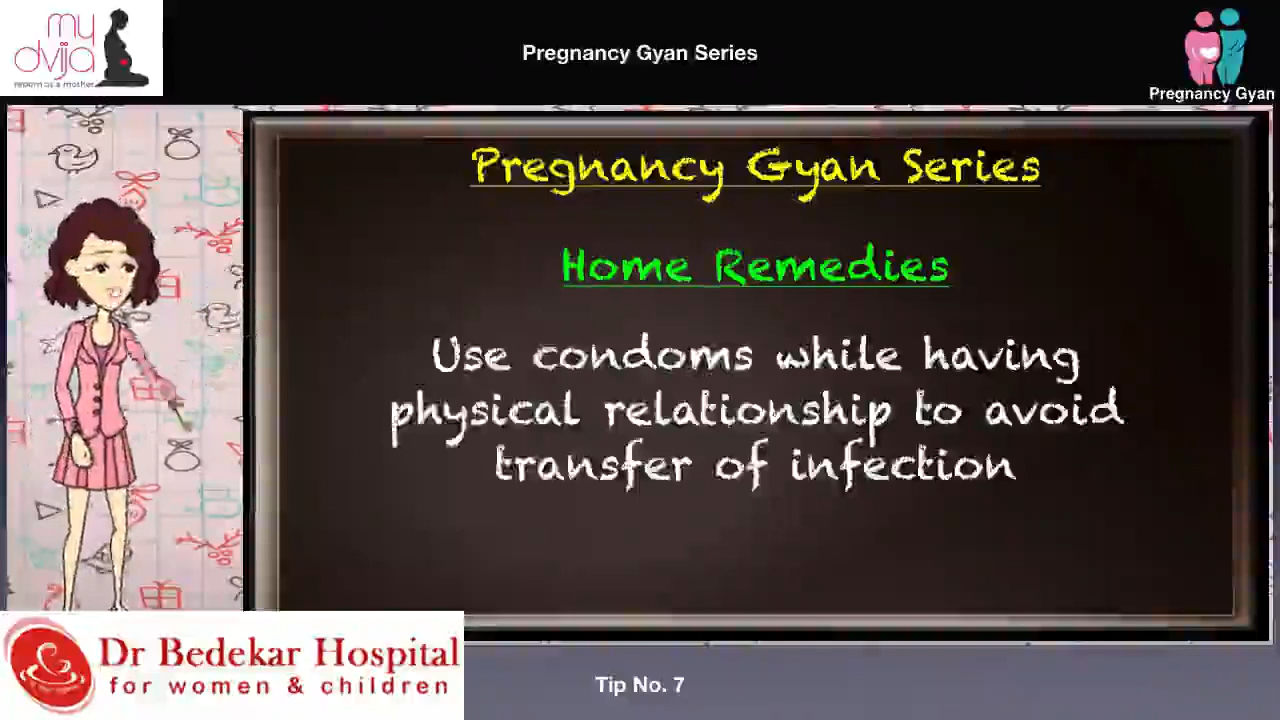 my
dvija
reborn as a mother
Pregnancy Gyan Series
Pregnancy Gyan
Pregnancy Gyan Series
Home Remedies
Use condoms while having
physical relationship to avoid
transfer of infection
Dr Bedekar Hospital
for women & children
Tip No. 7